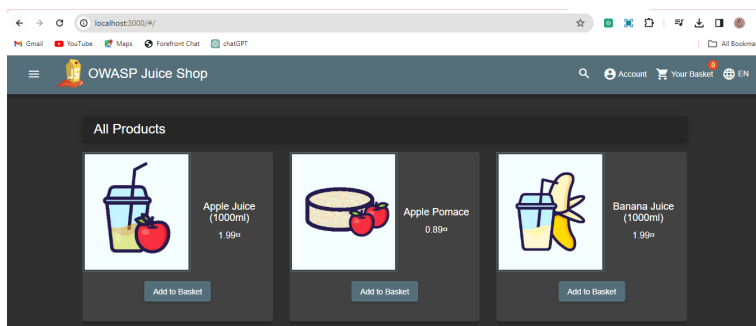 localhost:3000/#/
Gmail YouTube Maps Forefront Chat chatGPT All Bookma
OWASP Juice Shop Account Your Basket 0 EN
All Products
Apple Juice
(1000ml)
1.99¤
Add to Basket
Apple Pomace
0.89¤
Add to Basket
Banana Juice
(1000ml)
1.99¤
Add to Basket